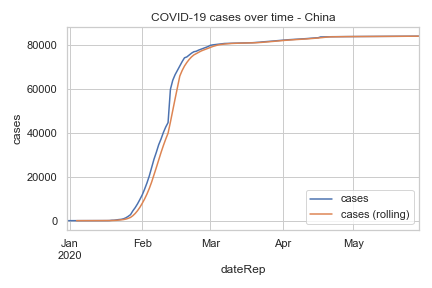 COVID-19 cases over time - China
80000
60000
40000
20000
0
cases
Jan
2020
Feb
Mar
Apr
May
dateRep
cases
cases (rolling)